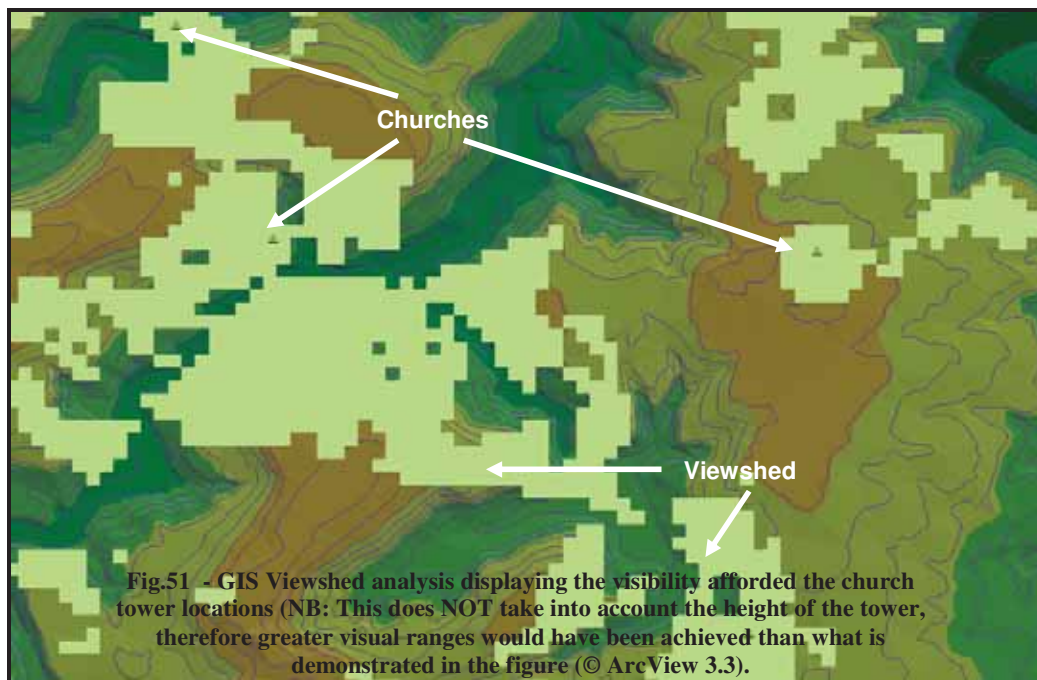 Churches
Viewshed
Fig.51 - GIS Viewshed analysis displaying the visibility afforded the church
tower locations (NB: This does NOT take into account the height of the tower,
therefore greater visual ranges would have been achieved than what is
demonstrated in the figure (© ArcView 3.3).